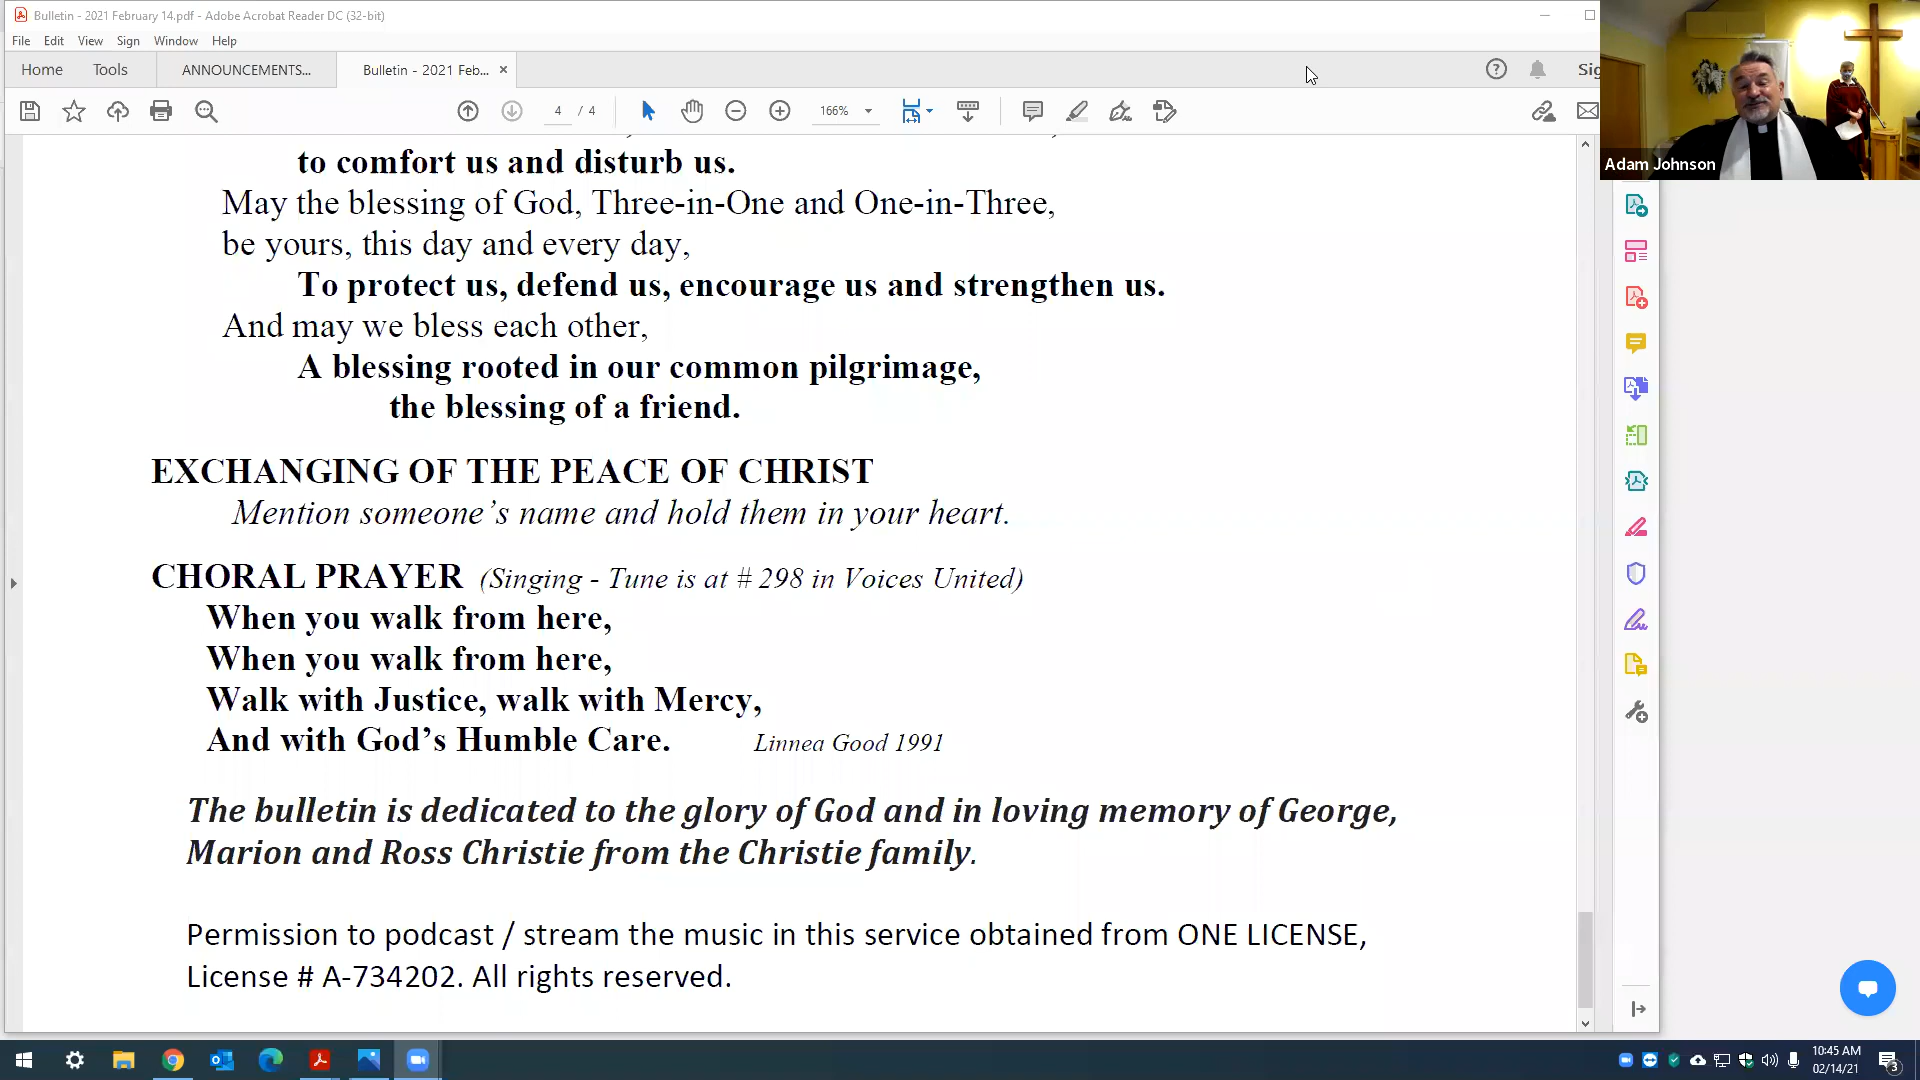 Bulletin - 2021 February 14.pdf - Adobe Acrobat Reader DC (32-bit)
File Edit View Sign Window Help
Home Tools ANNOUNCEMENTS... Bulletin - 2021 Feb... ×
4 / 4 166%
to comfort us and disturb us.
May the blessing of God, Three-in-One and One-in-Three,
be yours, this day and every day,
To protect us, defend us, encourage us and strengthen us.
And may we bless each other,
A blessing rooted in our common pilgrimage,
the blessing of a friend.
EXCHANGING OF THE PEACE OF CHRIST
Mention someone’s name and hold them in your heart.
CHORAL PRAYER (Singing - Tune is at # 298 in Voices United)
When you walk from here,
When you walk from here,
Walk with Justice, walk with Mercy,
And with God’s Humble Care. Linnea Good 1991
The bulletin is dedicated to the glory of God and in loving memory of George,
Marion and Ross Christie from the Christie family.
Permission to podcast / stream the music in this service obtained from ONE LICENSE,
License # A-734202. All rights reserved.
Adam Johnson
10:45 AM
02/14/21
3